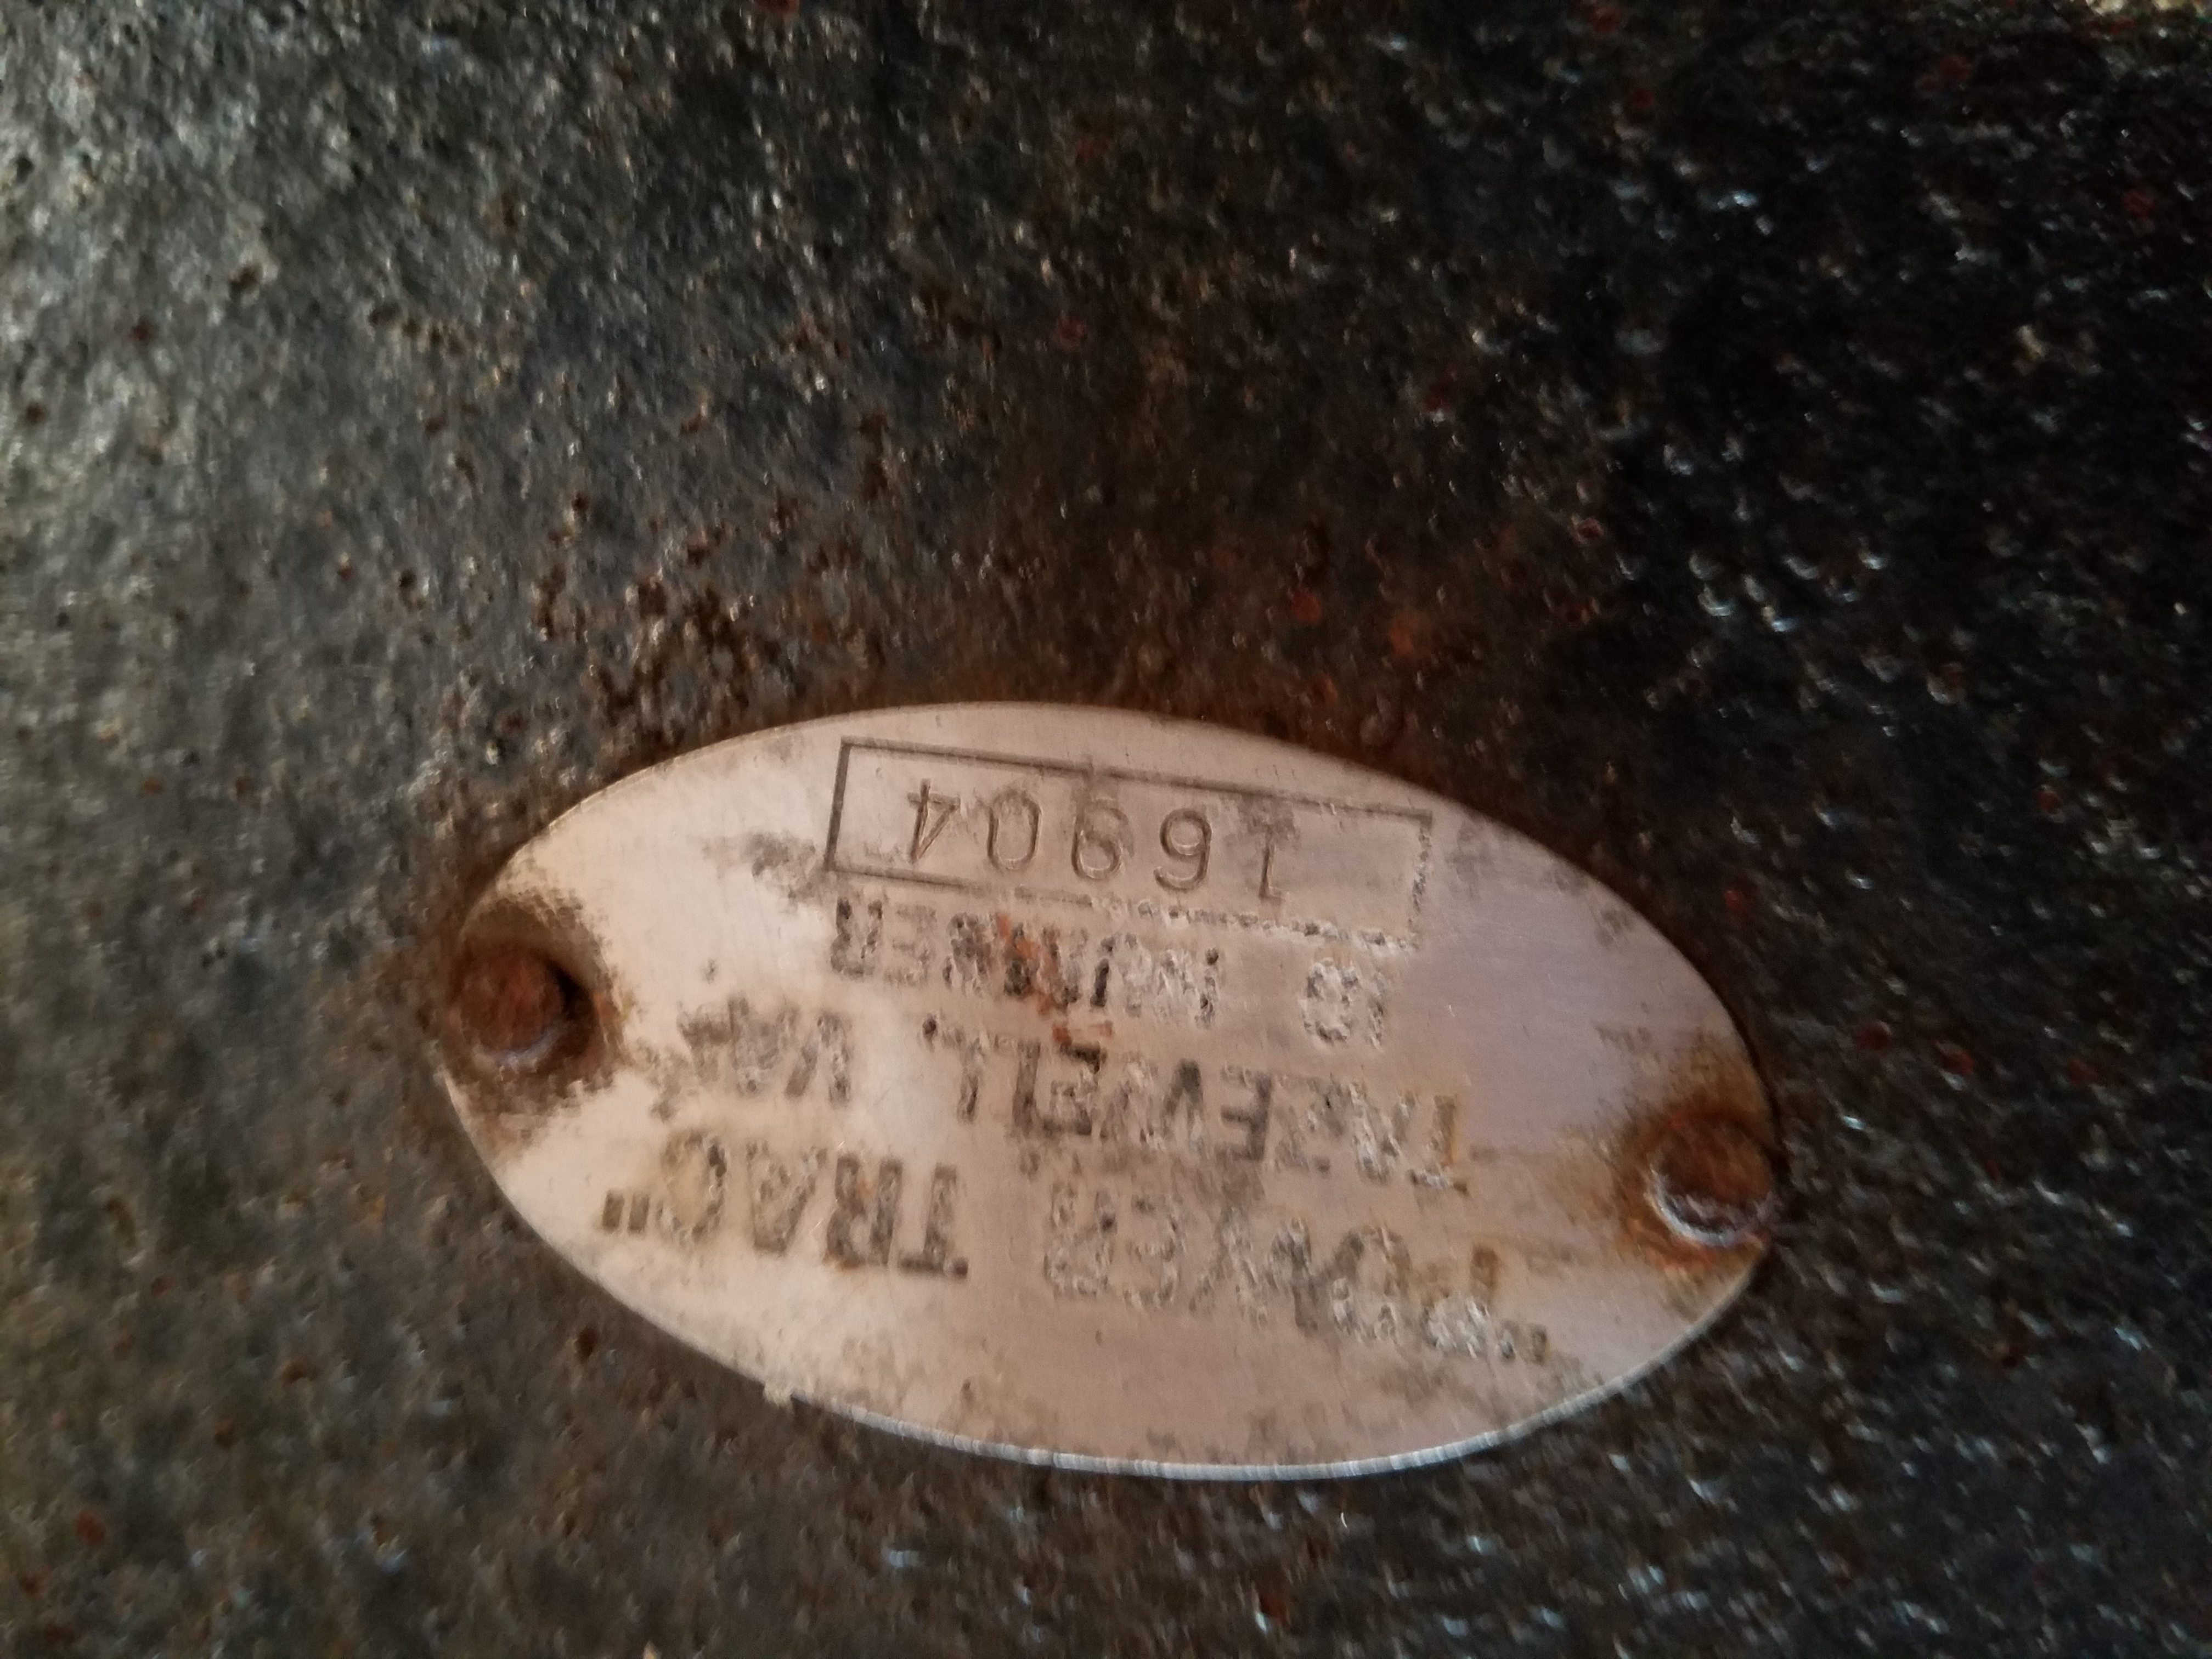 "POWER TRAC"
TAZEWELL, VA.
ID NUMBER
16904